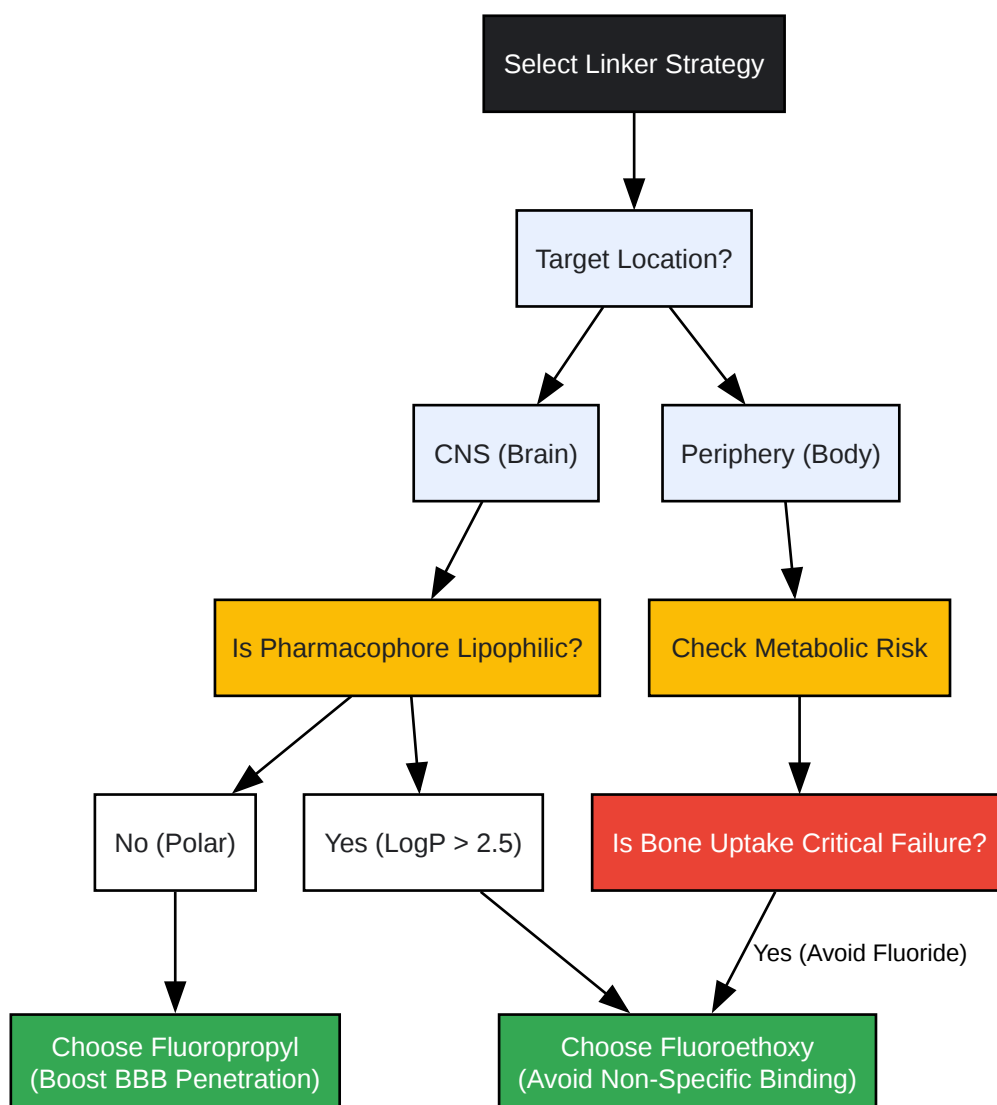 Select Linker Strategy
Target Location?
CNS (Brain)
Periphery (Body)
Is Pharmacophore Lipophilic?
Check Metabolic Risk
No (Polar)
Yes (LogP > 2.5)
Is Bone Uptake Critical Failure?
Yes (Avoid Fluoride)
Choose Fluoropropyl
(Boost BBB Penetration)
Choose Fluoroethoxy
(Avoid Non-Specific Binding)